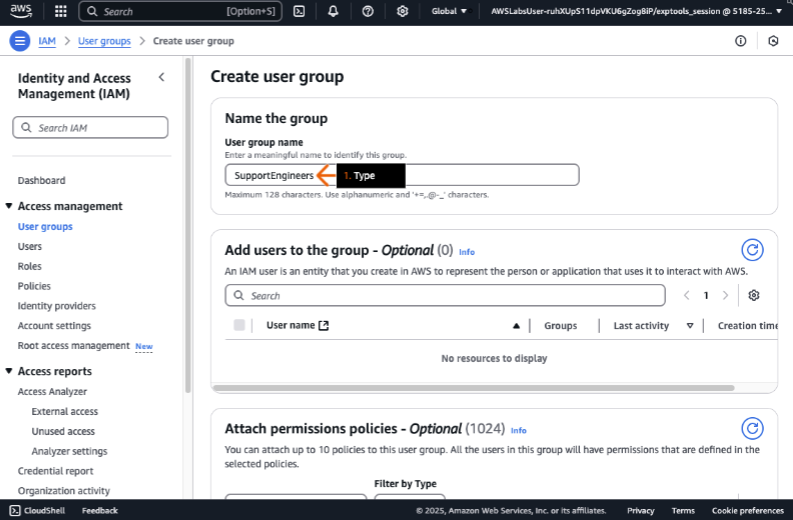 aws
Search [Option+S]
Global
AWSLabsUser-ruhXUpS11dpVKU6gZog8iP/exptools_session @ 5185-25...
IAM > User groups > Create user group
Identity and Access
Management (IAM)
Search IAM
Dashboard
Access management
User groups
Users
Roles
Policies
Identity providers
Account settings
Root access management New
Access reports
Access Analyzer
External access
Unused access
Analyzer settings
Credential report
Organization activity
Create user group
Name the group
User group name
Enter a meaningful name to identify this group.
SupportEngineers
1. Type
Maximum 128 characters. Use alphanumeric and '+=,.@-_' characters.
Add users to the group - Optional (0) Info
An IAM user is an entity that you create in AWS to represent the person or application that uses it to interact with AWS.
Search
1
User name Groups Last activity Creation time
No resources to display
Attach permissions policies - Optional (1024) Info
You can attach up to 10 policies to this user group. All the users in this group will have permissions that are defined in the
selected policies.
Filter by Type
CloudShell Feedback © 2025, Amazon Web Services, Inc. or its affiliates. Privacy Terms Cookie preferences